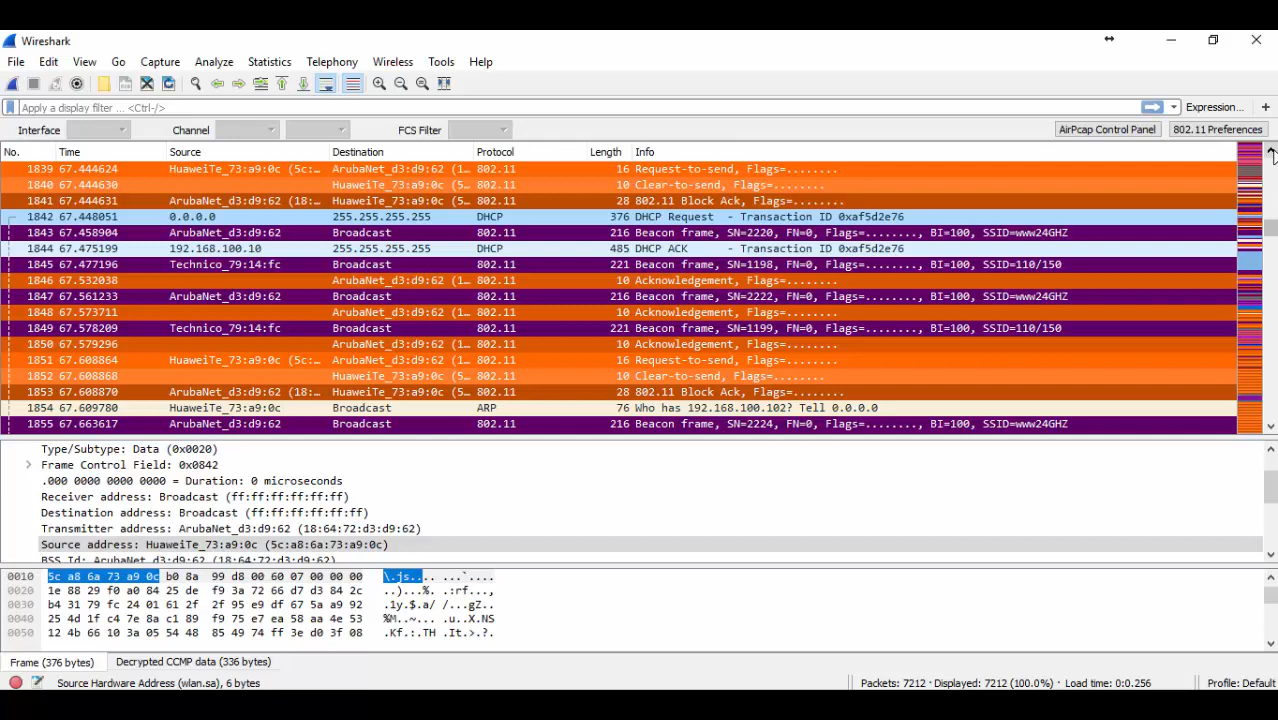 Wireshark
File Edit View Go Capture Analyze Statistics Telephony Wireless Tools Help
Apply a display filter ... <Ctrl-/> Expression... +
Interface Channel FCS Filter AirPcap Control Panel 802.11 Preferences
No. Time Source Destination Protocol Length Info
1839 67.444624 HuaweiTe_73:a9:0c (5c:… ArubaNet_d3:d9:62 (1… 802.11 16 Request-to-send, Flags=........
1840 67.444630 HuaweiTe_73:a9:0c (5… 802.11 10 Clear-to-send, Flags=........
1841 67.444631 ArubaNet_d3:d9:62 (18:… HuaweiTe_73:a9:0c (5… 802.11 28 802.11 Block Ack, Flags=........
1842 67.448051 0.0.0.0 255.255.255.255 DHCP 376 DHCP Request - Transaction ID 0xaf5d2e76
1843 67.458904 ArubaNet_d3:d9:62 Broadcast 802.11 216 Beacon frame, SN=2220, FN=0, Flags=........, BI=100, SSID=www24GHZ
1844 67.475199 192.168.100.10 255.255.255.255 DHCP 485 DHCP ACK - Transaction ID 0xaf5d2e76
1845 67.477196 Technico_79:14:fc Broadcast 802.11 221 Beacon frame, SN=1198, FN=0, Flags=........, BI=100, SSID=110/150
1846 67.532038 ArubaNet_d3:d9:62 (1… 802.11 10 Acknowledgement, Flags=........
1847 67.561233 ArubaNet_d3:d9:62 Broadcast 802.11 216 Beacon frame, SN=2222, FN=0, Flags=........, BI=100, SSID=www24GHZ
1848 67.573711 ArubaNet_d3:d9:62 (1… 802.11 10 Acknowledgement, Flags=........
1849 67.578209 Technico_79:14:fc Broadcast 802.11 221 Beacon frame, SN=1199, FN=0, Flags=........, BI=100, SSID=110/150
1850 67.579296 ArubaNet_d3:d9:62 (1… 802.11 10 Acknowledgement, Flags=........
1851 67.608864 HuaweiTe_73:a9:0c (5c:… ArubaNet_d3:d9:62 (1… 802.11 16 Request-to-send, Flags=........
1852 67.608868 HuaweiTe_73:a9:0c (5… 802.11 10 Clear-to-send, Flags=........
1853 67.608870 ArubaNet_d3:d9:62 (18:… HuaweiTe_73:a9:0c (5… 802.11 28 802.11 Block Ack, Flags=........
1854 67.609780 HuaweiTe_73:a9:0c Broadcast ARP 76 Who has 192.168.100.102? Tell 0.0.0.0
1855 67.663617 ArubaNet_d3:d9:62 Broadcast 802.11 216 Beacon frame, SN=2224, FN=0, Flags=........, BI=100, SSID=www24GHZ
Type/Subtype: Data (0x0020)
Frame Control Field: 0x0842
.000 0000 0000 0000 = Duration: 0 microseconds
Receiver address: Broadcast (ff:ff:ff:ff:ff:ff)
Destination address: Broadcast (ff:ff:ff:ff:ff:ff)
Transmitter address: ArubaNet_d3:d9:62 (18:64:72:d3:d9:62)
Source address: HuaweiTe_73:a9:0c (5c:a8:6a:73:a9:0c)
BSS Id: ArubaNet_d3:d9:62 (18:64:72:d3:d9:62)
0010 5c a8 6a 73 a9 0c b0 8a 99 d8 00 60 07 00 00 00 \.js.... ...`....
0020 1e 88 29 f0 a0 84 25 de f9 3a 72 66 d7 d3 84 2c ..)...%. .:rf...,
0030 b4 31 79 fc 24 01 61 2f 2f 95 e9 df 67 5a a9 92 .1y.$.a/ /...gZ..
0040 25 4d 1f c4 7e 8a c1 89 f9 75 e7 ea 58 aa 4e 53 %M..~... .u..X.NS
0050 12 4b 66 10 3a 05 54 48 85 49 74 ff 3e d0 3f 08 .Kf.:.TH .It.>.?.
Frame (376 bytes) Decrypted CCMP data (336 bytes)
Source Hardware Address (wlan.sa), 6 bytes Packets: 7212 · Displayed: 7212 (100.0%) · Load time: 0:0.256 Profile: Default